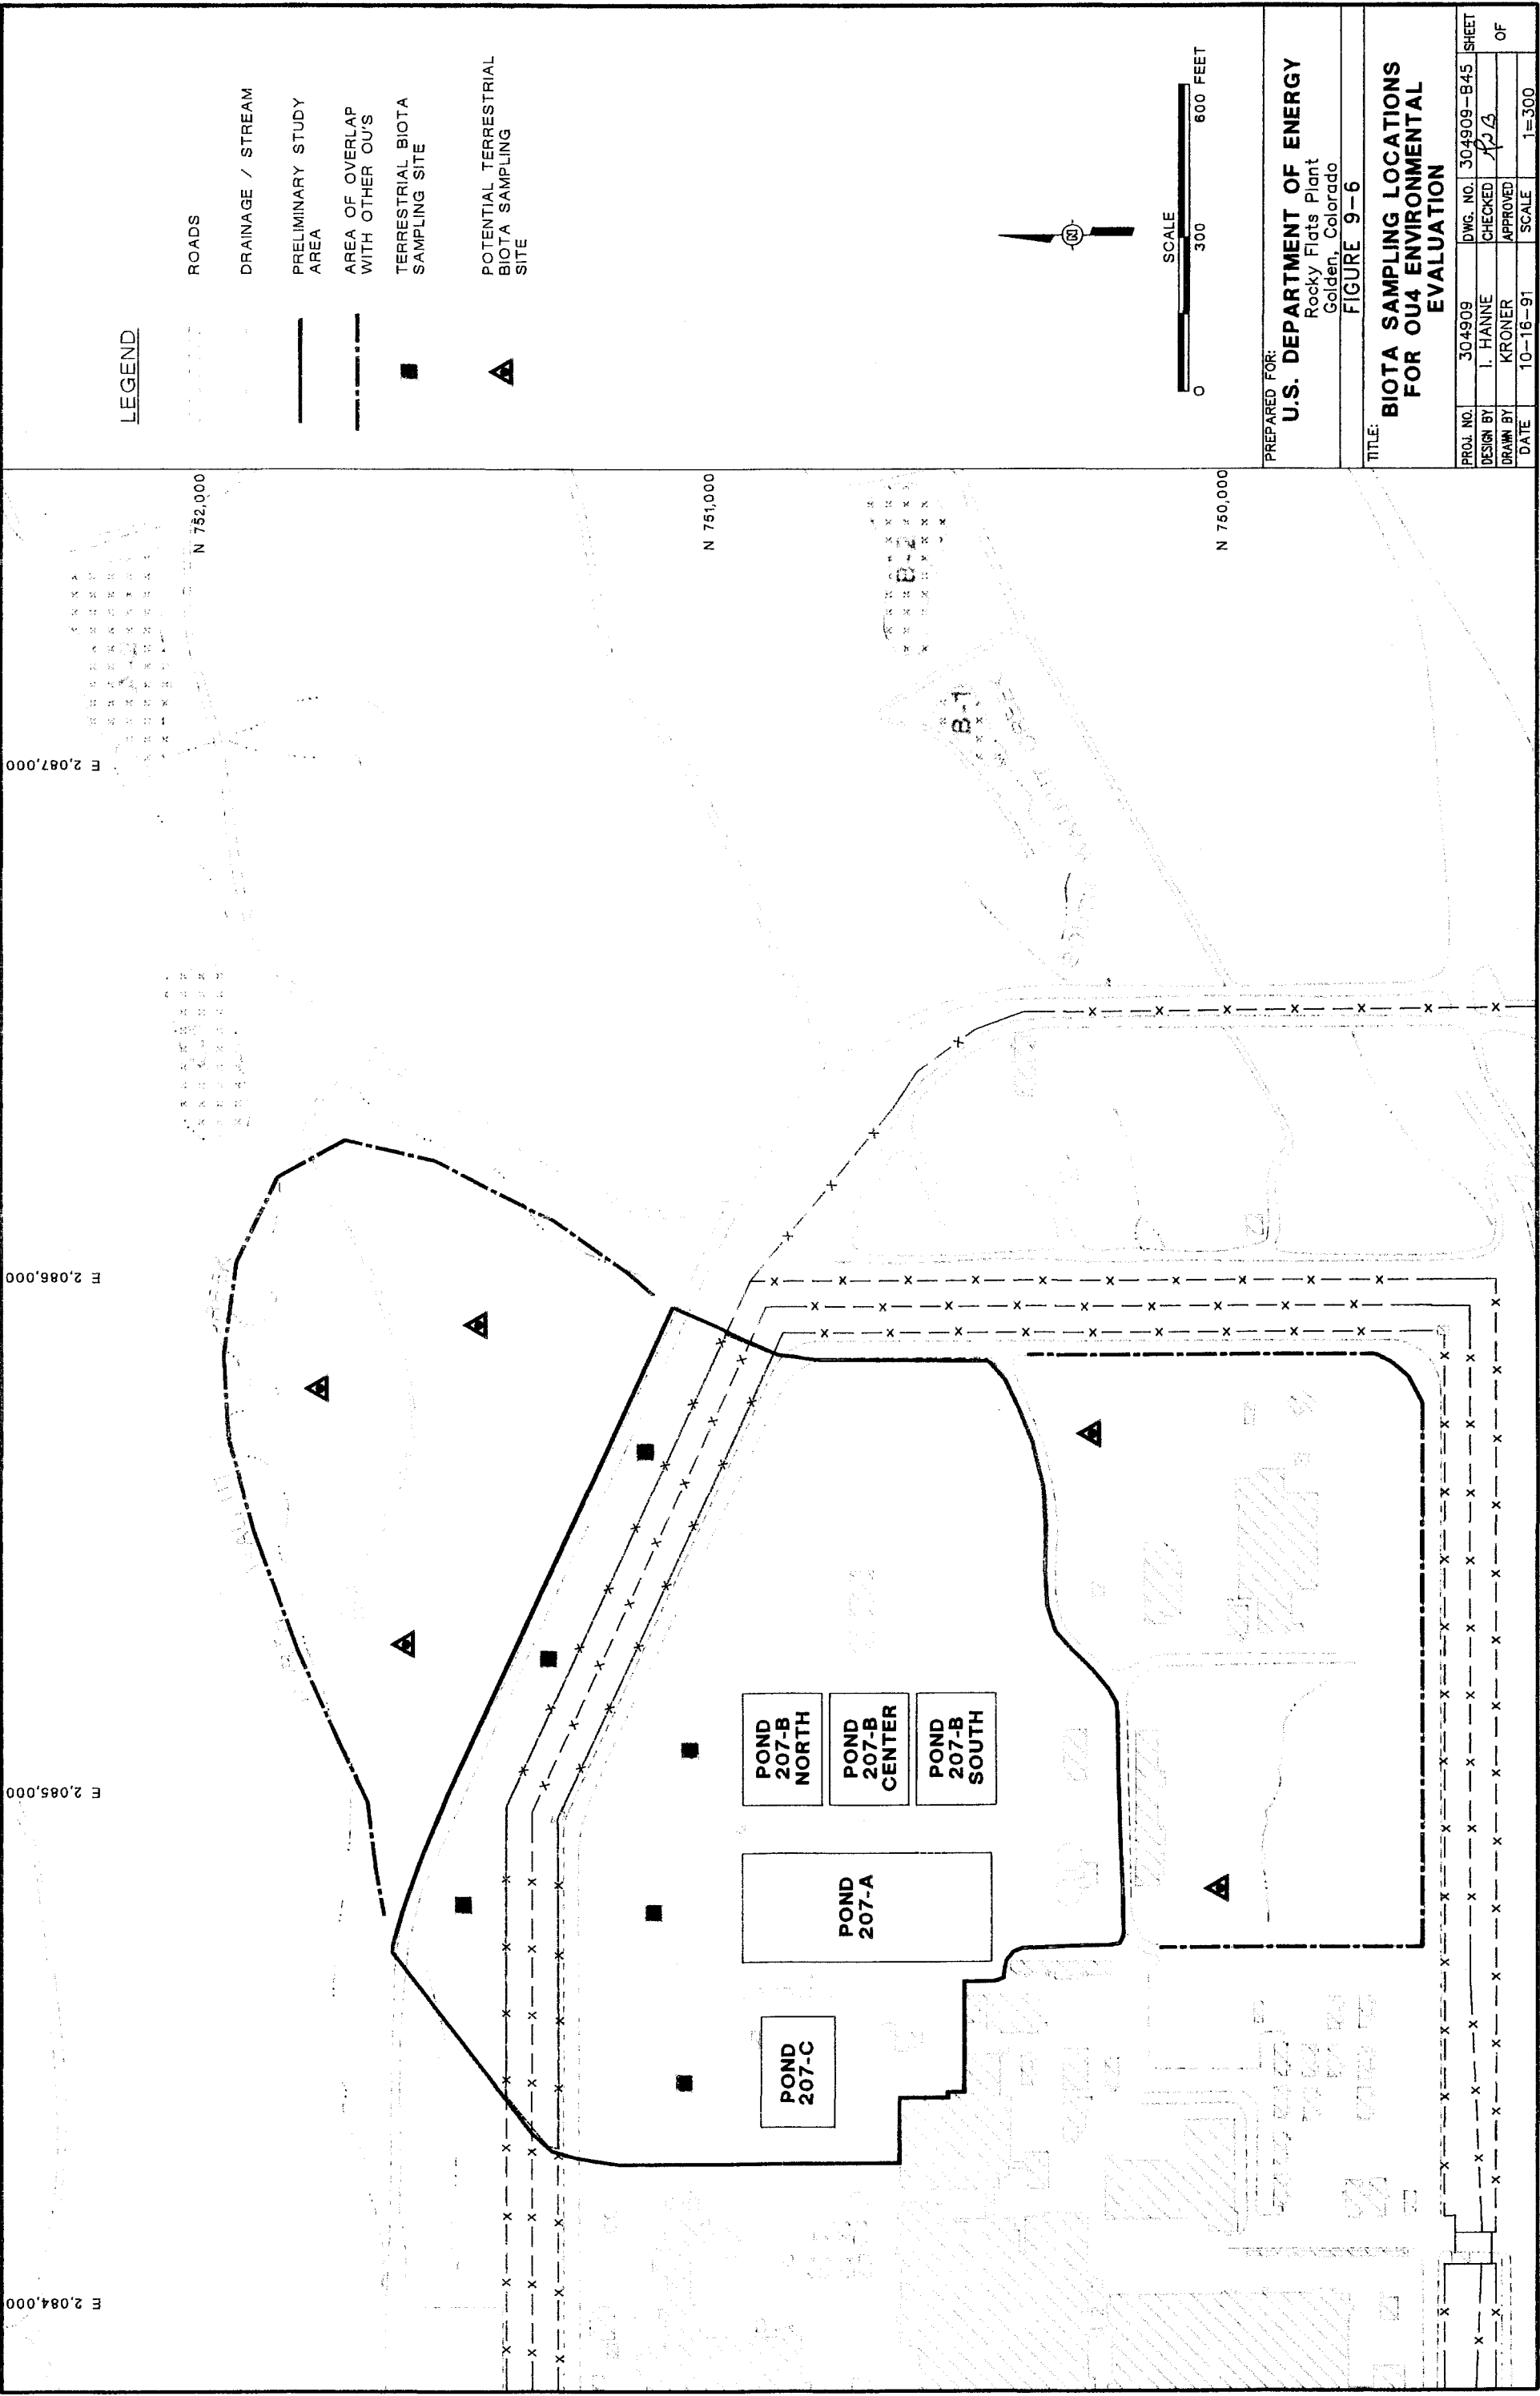 E 2,084,000
E 2,085,000
E 2,086,000
E 2,087,000
N 752,000
N 751,000
N 750,000
POND
207-C
POND
207-A
POND
207-B
NORTH
POND
207-B
CENTER
POND
207-B
SOUTH
B-1
B-2
LEGEND
ROADS
DRAINAGE / STREAM
PRELIMINARY STUDY
AREA
AREA OF OVERLAP
WITH OTHER OU'S
TERRESTRIAL BIOTA
SAMPLING SITE
POTENTIAL TERRESTRIAL
BIOTA SAMPLING
SITE
N
SCALE
0 300 600 FEET
PREPARED FOR:
U.S. DEPARTMENT OF ENERGY
Rocky Flats Plant
Golden, Colorado
FIGURE 9-6
TITLE:
BIOTA SAMPLING LOCATIONS
FOR OU4 ENVIRONMENTAL
EVALUATION
PROJ. NO. 304909 DWG. NO. 304909-B45 SHEET
DESIGN BY I. HANNE CHECKED OF
DRAWN BY KRONER APPROVED
DATE 10-16-91 SCALE 1=300